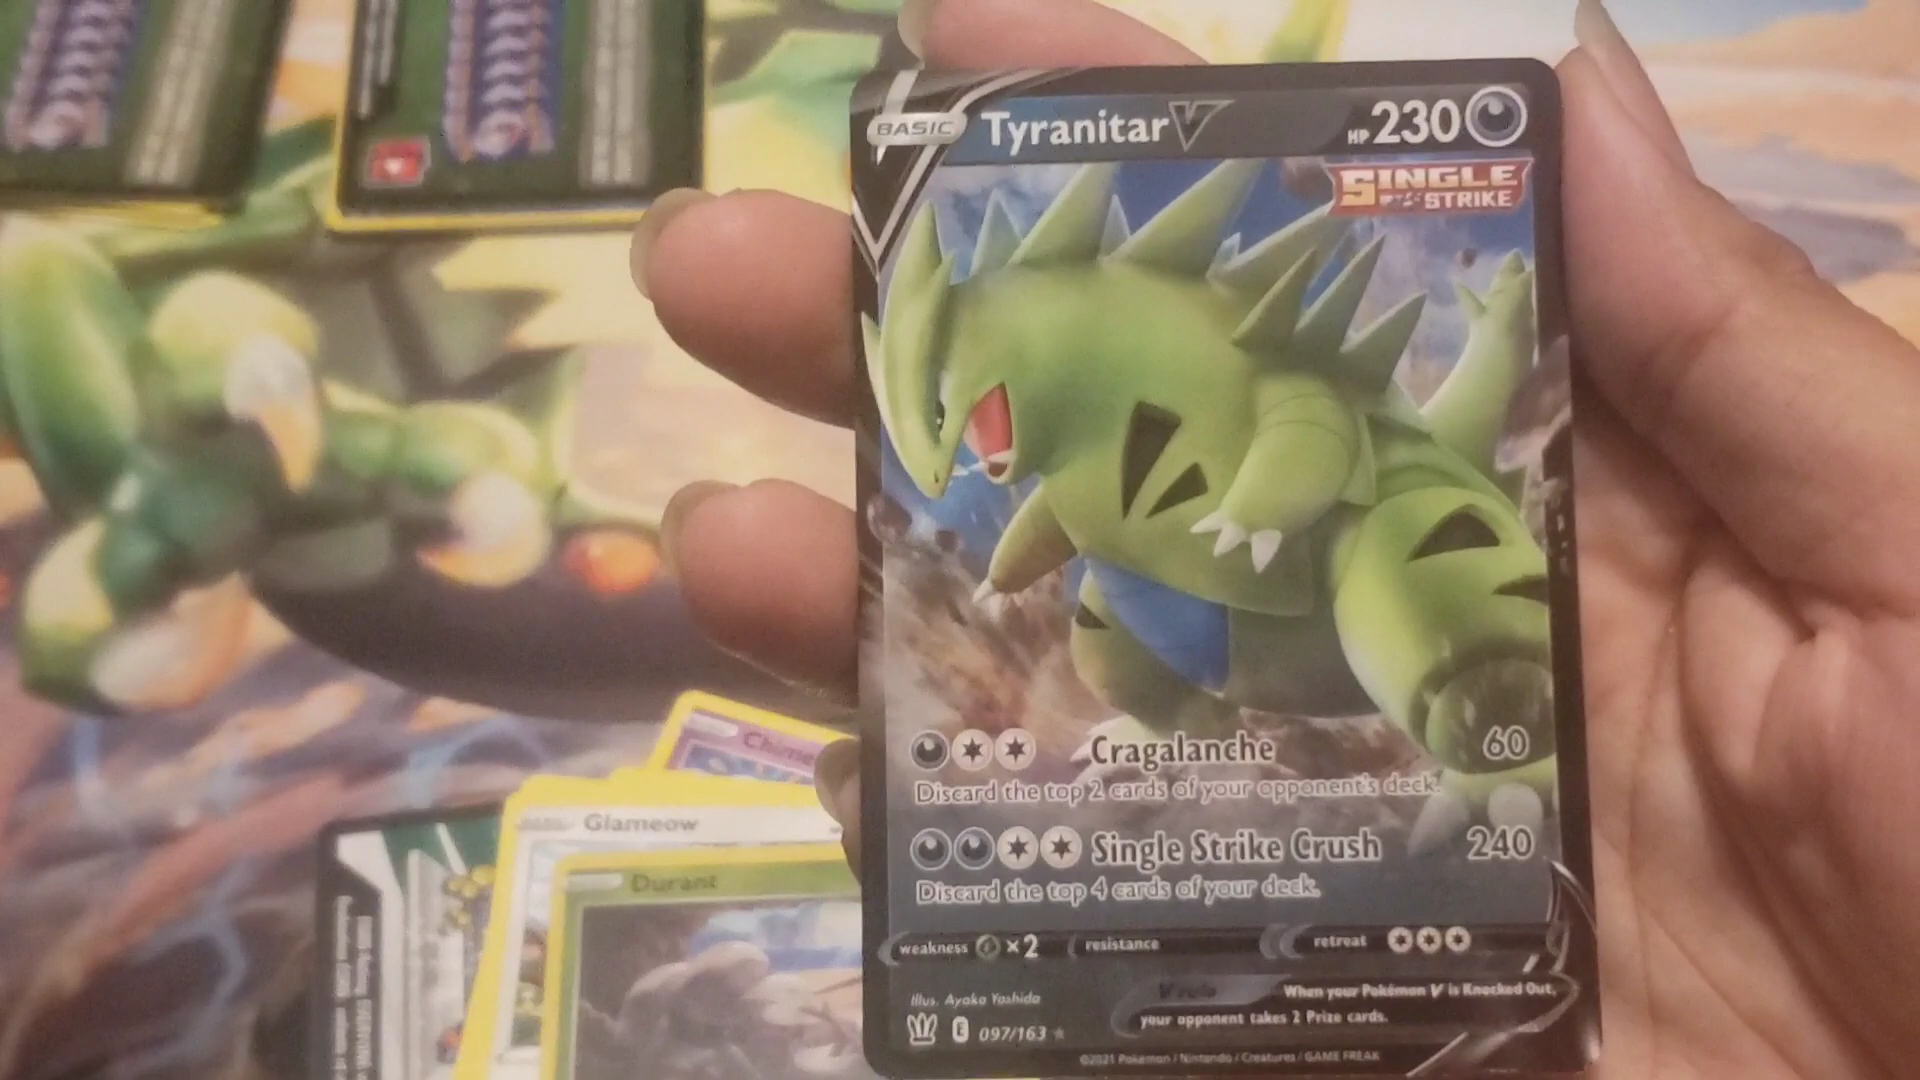 BASIC Tyranitar V HP 230
SINGLE
STRIKE
Cragalanche 60
Discard the top 2 cards of your opponent's deck.
Single Strike Crush 240
Discard the top 4 cards of your deck.
weakness ×2 resistance retreat
V rule When your Pokémon V is Knocked Out,
your opponent takes 2 Prize cards.
Illus. Ayaka Yoshida
E 097/163
©2021 Pokémon / Nintendo / Creatures / GAME FREAK
Glameow
Durant